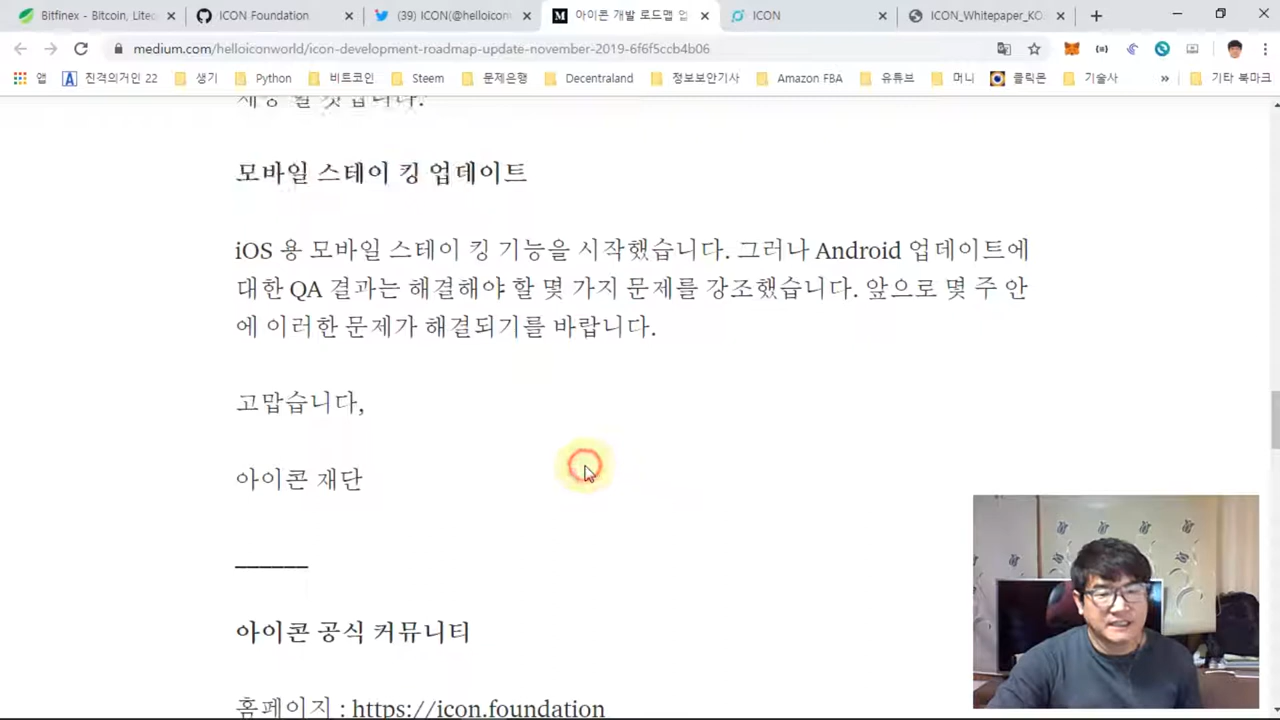 Bitfinex - Bitcoin, Litec
ICON Foundation
(39) ICON(@helloicom
아이콘 개발 로드맵 업
ICON
ICON_Whitepaper_KO
medium.com/helloiconworld/icon-development-roadmap-update-november-2019-6f6f5ccb4b06
앱
진격의거인 22
생기
Python
비트코인
Steem
문제은행
Decentraland
정보보안기사
Amazon FBA
유튜브
머니
클릭몬
기술사
»
기타 북마크
모바일 스테이 킹 업데이트
iOS 용 모바일 스테이 킹 기능을 시작했습니다. 그러나 Android 업데이트에
대한 QA 결과는 해결해야 할 몇 가지 문제를 강조했습니다. 앞으로 몇 주 안
에 이러한 문제가 해결되기를 바랍니다.
고맙습니다,
아이콘 재단
아이콘 공식 커뮤니티
홈페이지 : https://icon.foundation